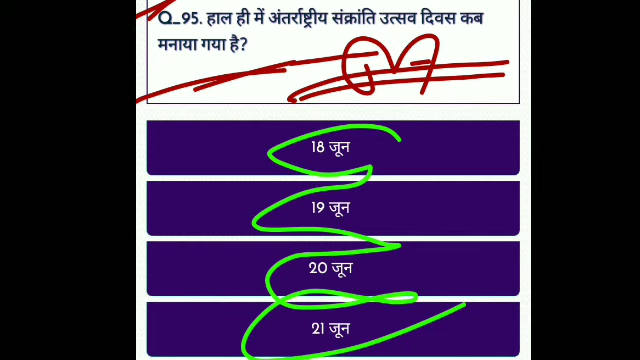 Q_95. हाल ही में अंतर्राष्ट्रीय संक्रांति उत्सव दिवस कब
मनाया गया है?
18 जून
19 जून
20 जून
21 जून